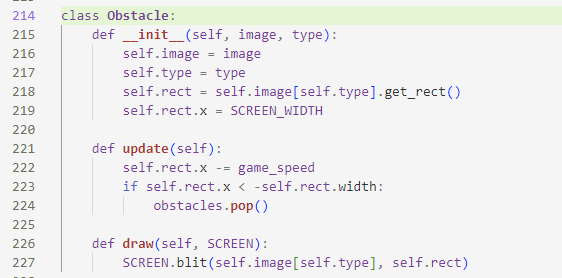 214 class Obstacle:
215     def __init__(self, image, type):
216         self.image = image
217         self.type = type
218         self.rect = self.image[self.type].get_rect()
219         self.rect.x = SCREEN_WIDTH
220
221     def update(self):
222         self.rect.x -= game_speed
223         if self.rect.x < -self.rect.width:
224             obstacles.pop()
225
226     def draw(self, SCREEN):
227         SCREEN.blit(self.image[self.type], self.rect)